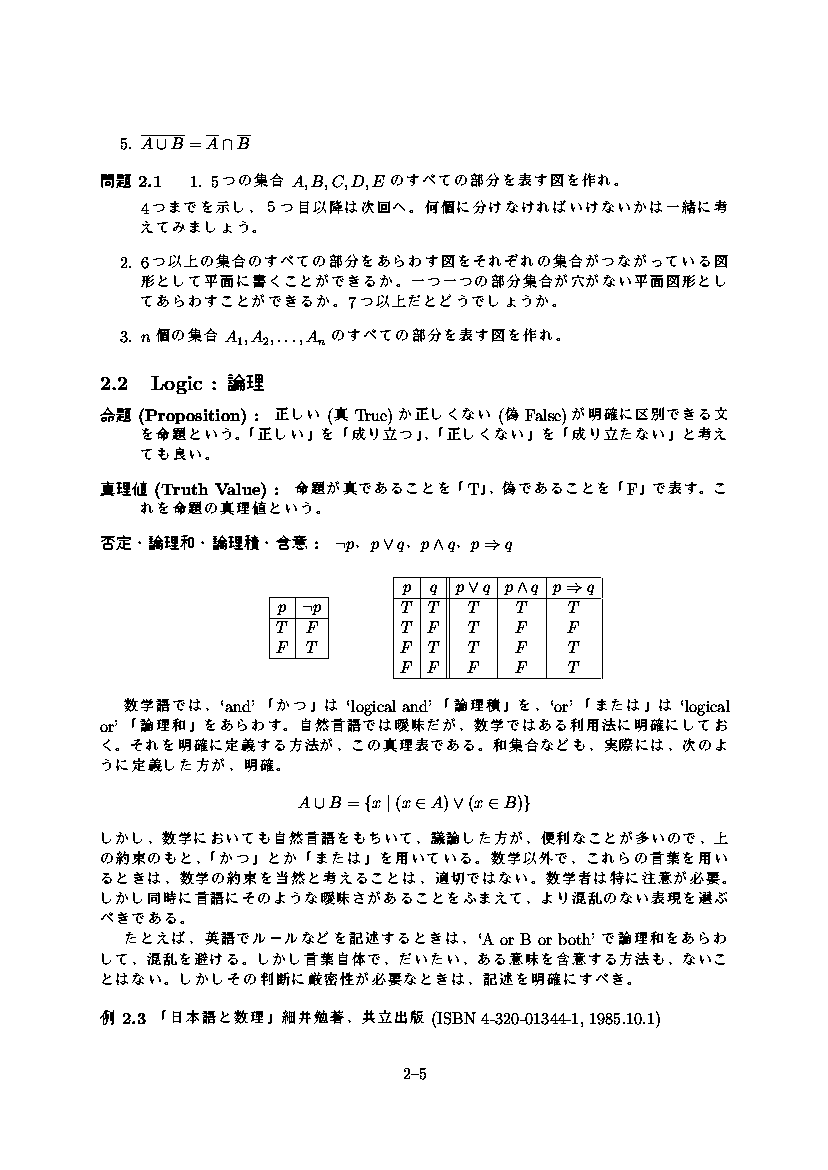 5. \overline{A ∪ B} = \overline{A} ∩ \overline{B}
問題 2.1 1. 5つの集合 A, B, C, D, E のすべての部分を表す図を作れ。
4つまでを示し、５つ目以降は次回へ。何個に分けなければいけないかは一緒に考
えてみましょう。
2. 6つ以上の集合のすべての部分をあらわす図をそれぞれの集合がつながっている図
形として平面に書くことができるか。一つ一つの部分集合が穴がない平面図形とし
てあらわすことができるか。7つ以上だとどうでしょうか。
3. n 個の集合 A₁, A₂, . . . , Aₙ のすべての部分を表す図を作れ。
2.2 Logic : 論理
命題 (Proposition) : 正しい (真 True) か正しくない (偽 False) が明確に区別できる文
を命題という。「正しい」を「成り立つ」、「正しくない」を「成り立たない」と考え
ても良い。
真理値 (Truth Value) : 命題が真であることを「T」、偽であることを「F」で表す。こ
れを命題の真理値という。
否定・論理和・論理積・含意 : ¬p、p ∨ q、p ∧ q、p ⇒ q
p ¬p
T F
F T
p q p ∨ q p ∧ q p ⇒ q
T T T T T
T F T F F
F T T F T
F F F F T
数学語では、‘and’「かつ」は ‘logical and’「論理積」を、‘or’「または」は ‘logical
or’「論理和」をあらわす。自然言語では曖昧だが、数学ではある利用法に明確にしてお
く。それを明確に定義する方法が、この真理表である。和集合なども、実際には、次のよ
うに定義した方が、明確。
A ∪ B = {x | (x ∈ A) ∨ (x ∈ B)}
しかし、数学においても自然言語をもちいて、議論した方が、便利なことが多いので、上
の約束のもと、「かつ」とか「または」を用いている。数学以外で、これらの言葉を用い
るときは、数学の約束を当然と考えることは、適切ではない。数学者は特に注意が必要。
しかし同時に言語にそのような曖昧さがあることをふまえて、より混乱のない表現を選ぶ
べきである。
たとえば、英語でルールなどを記述するときは、‘A or B or both’ で論理和をあらわ
して、混乱を避ける。しかし言葉自体で、だいたい、ある意味を含意する方法も、ないこ
とはない。しかしその判断に厳密性が必要なときは、記述を明確にすべき。
例 2.3 「日本語と数理」細井勉著、共立出版 (ISBN 4-320-01344-1, 1985.10.1)
2–5